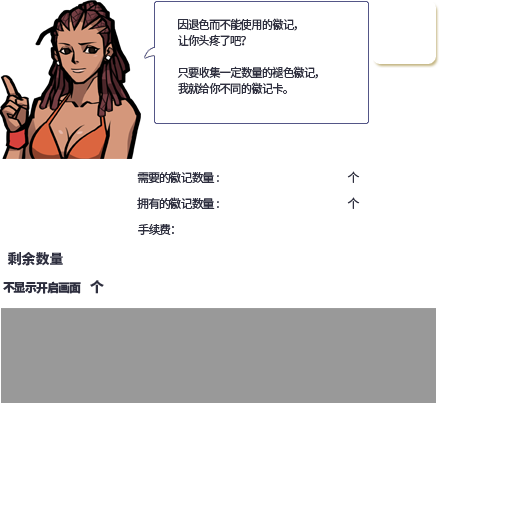 因退色而不能使用的徽记，
让你头疼了吧？
只要收集一定数量的褪色徽记，
我就给你不同的徽记卡。
需要的徽记数量： 个
拥有的徽记数量： 个
手续费：
剩余数量
不显示开启画面 个